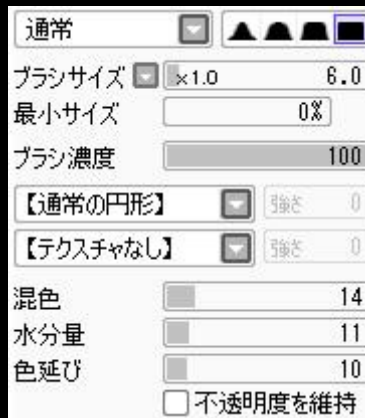 通常
ブラシサイズ ×1.0 6.0
最小サイズ 0%
ブラシ濃度 100
【通常の円形】 強さ 0
【テクスチャなし】 強さ 0
混色 14
水分量 11
色延び 10
不透明度を維持